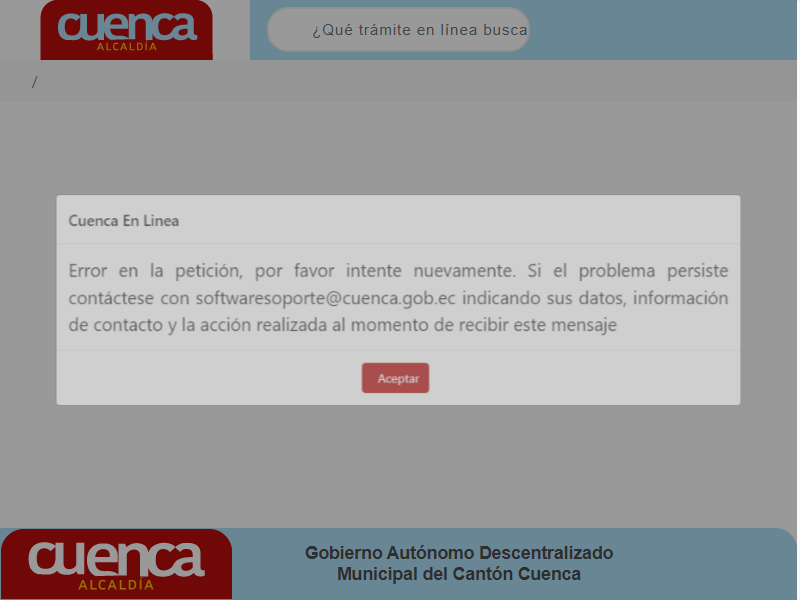 cuenca
ALCALDÍA
¿Qué trámite en línea busca
/
Cuenca En Linea
Error en la petición, por favor intente nuevamente. Si el problema persiste
contáctese con softwaresoporte@cuenca.gob.ec indicando sus datos, información
de contacto y la acción realizada al momento de recibir este mensaje
Aceptar
cuenca
ALCALDÍA
Gobierno Autónomo Descentralizado
Municipal del Cantón Cuenca